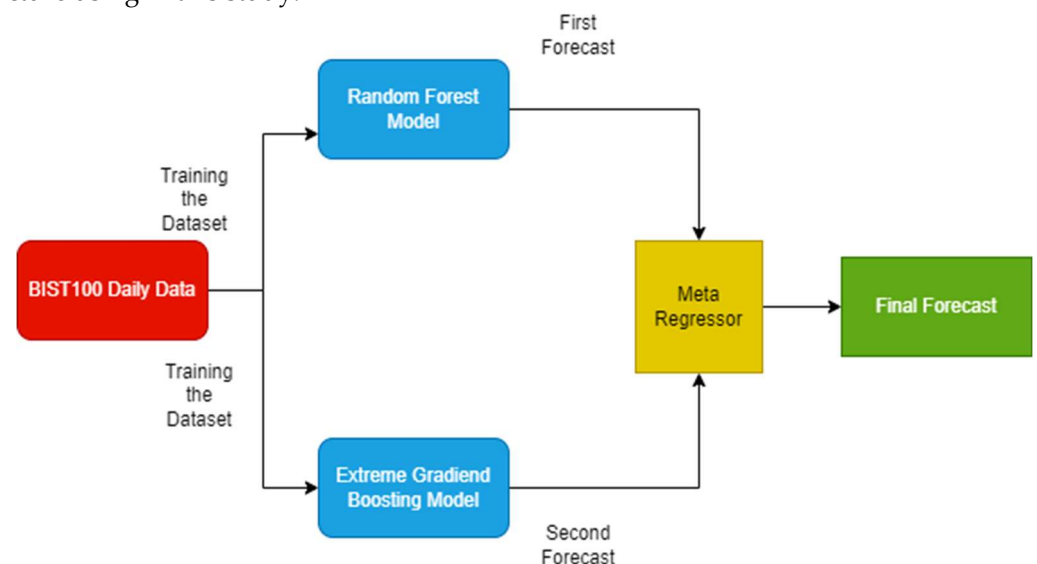 First
Forecast
Random Forest
Model
Training
the
Dataset
BIST100 Daily Data
Meta
Regressor
Final Forecast
Training
the
Dataset
Extreme Gradiend
Boosting Model
Second
Forecast